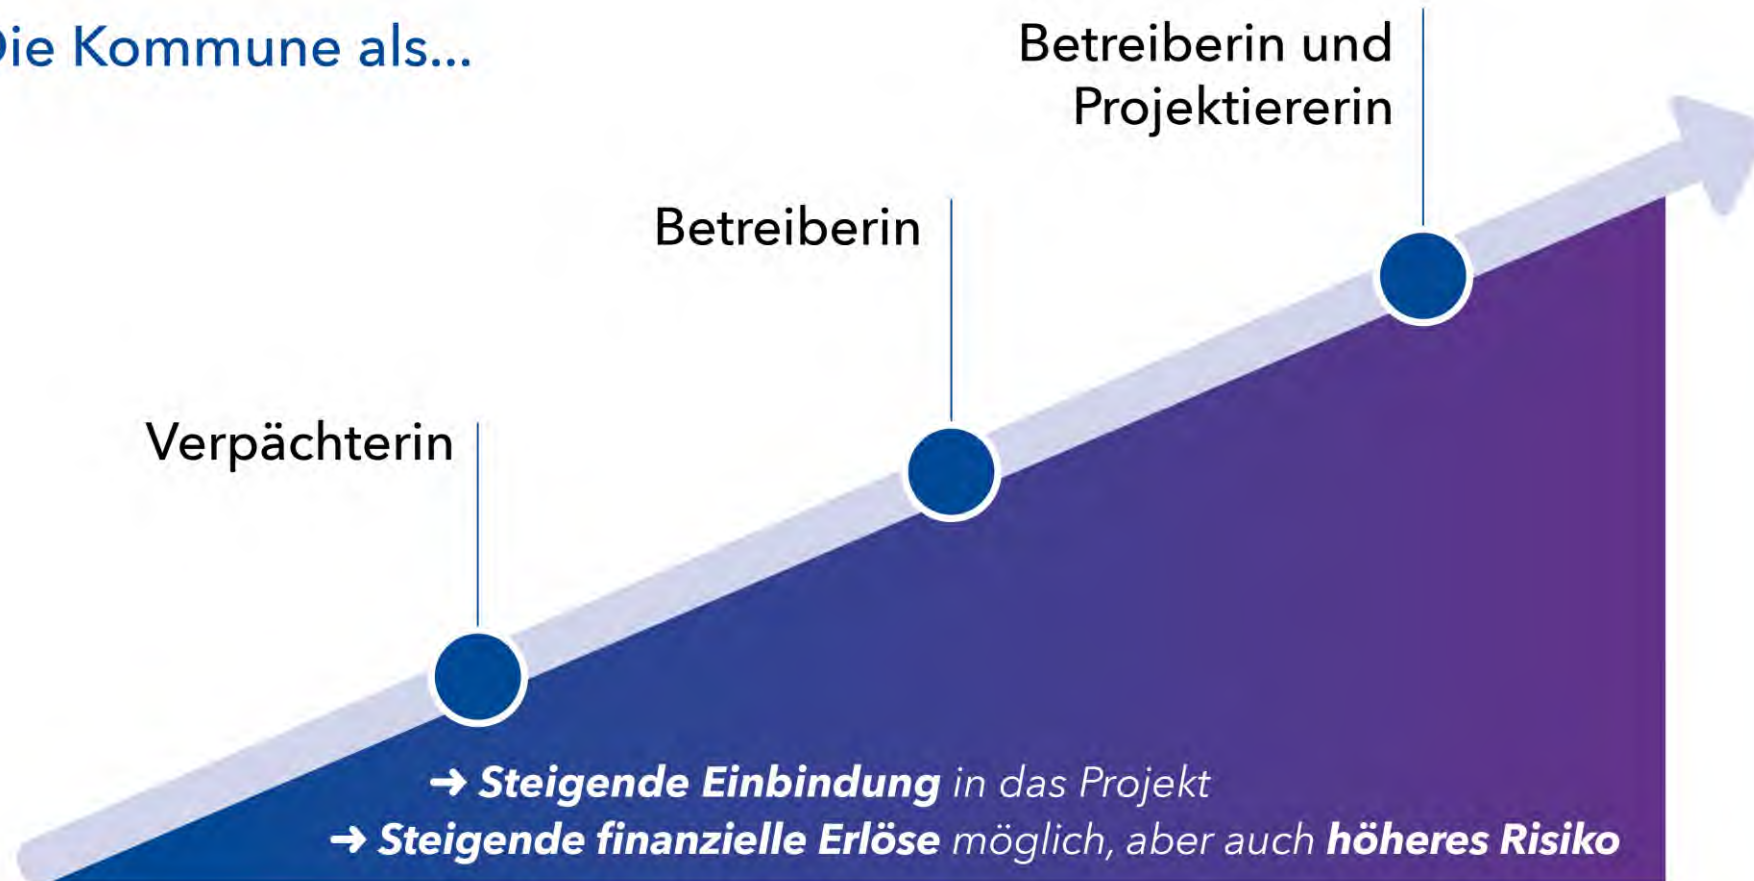 Die Kommune als...
Betreiberin und
Projektiererin
Betreiberin
Verpächterin
➔ Steigende Einbindung in das Projekt
➔ Steigende finanzielle Erlöse möglich, aber auch höheres Risiko